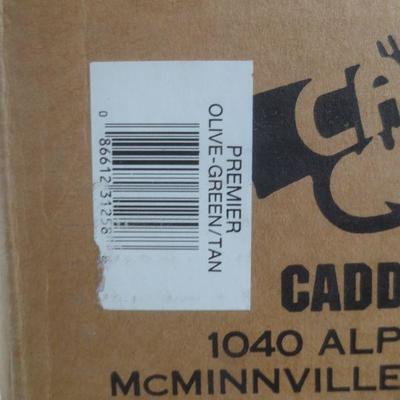 PREMIER
OLIVE-GREEN/TAN
0 86612 31258
CADD
1040 ALP
McMINNVILLE